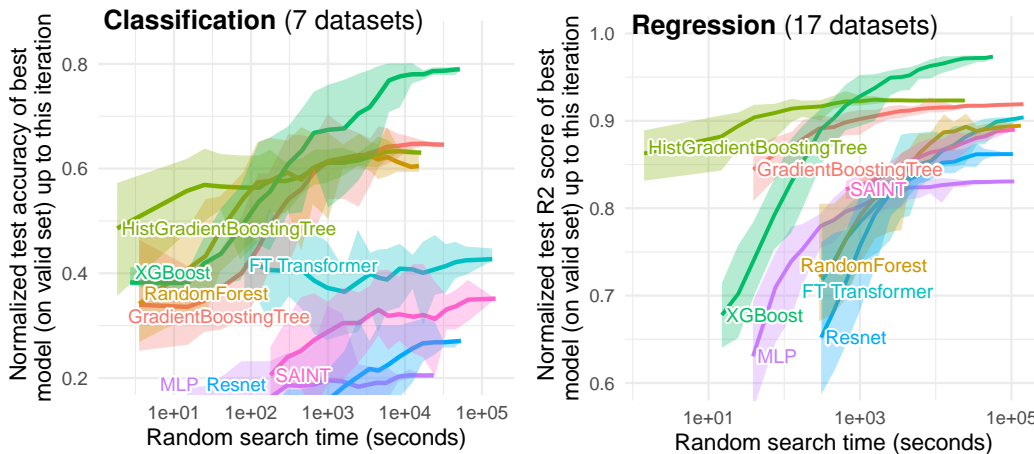 Classification (7 datasets)
Normalized test accuracy of best
model (on valid set) up to this iteration
0.8
0.6
0.4
0.2
HistGradientBoostingTree
XGBoost
FT Transformer
RandomForest
GradientBoostingTree
SAINT
MLP
Resnet
1e+01
1e+02
1e+03
1e+04
1e+05
Random search time (seconds)
Regression (17 datasets)
Normalized test R2 score of best
model (on valid set) up to this iteration
1.0
0.9
0.8
0.7
0.6
HistGradientBoostingTree
GradientBoostingTree
SAINT
RandomForest
FT Transformer
XGBoost
Resnet
MLP
1e+01
1e+03
1e+05
Random search time (seconds)